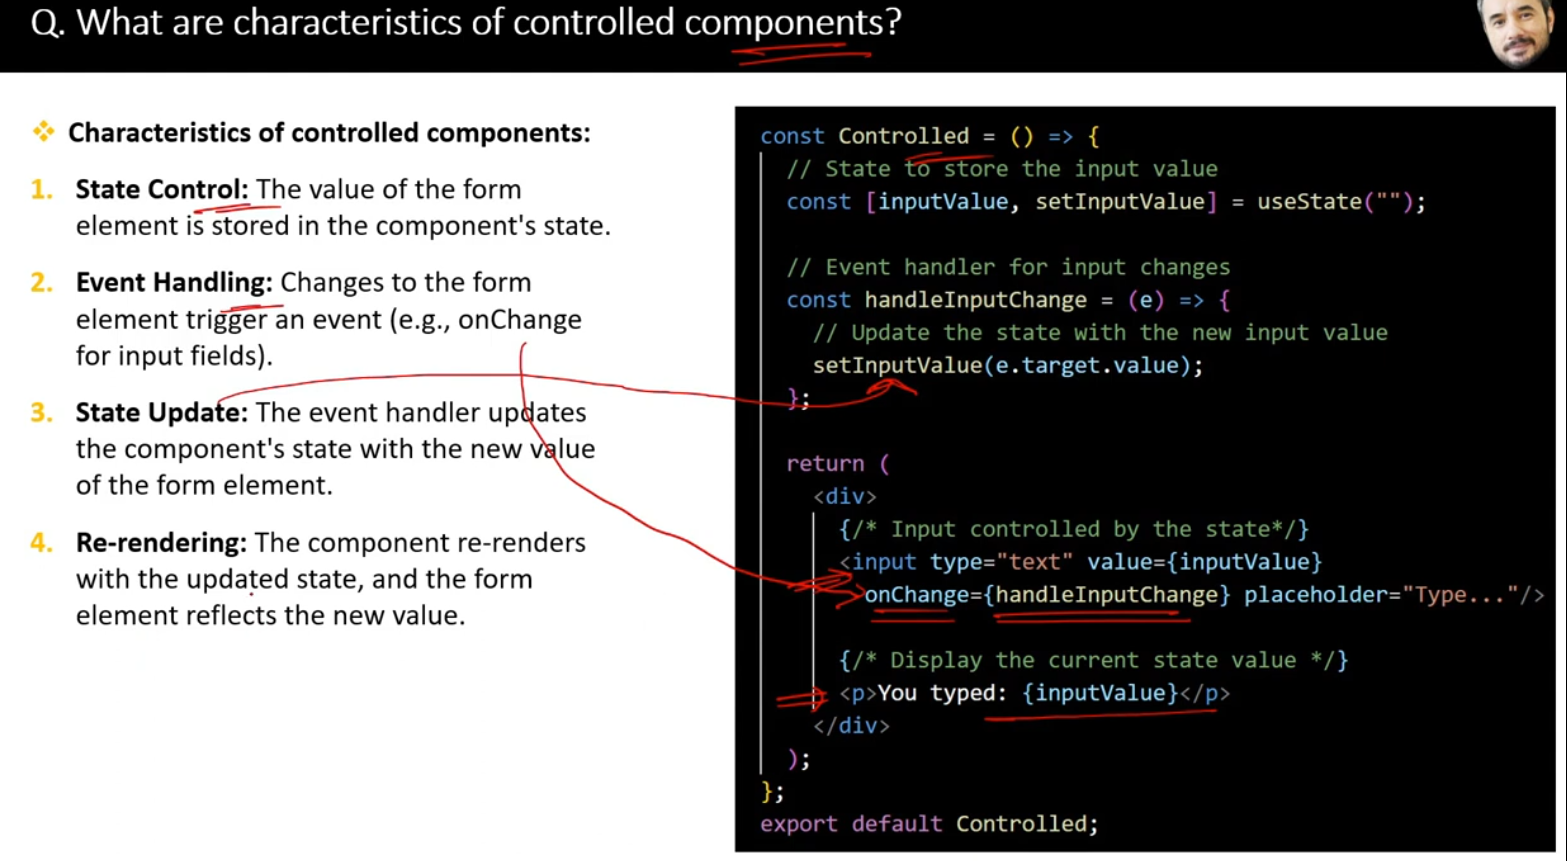 Q. What are characteristics of controlled components?
❖ Characteristics of controlled components:
1. State Control: The value of the form
element is stored in the component's state.
2. Event Handling: Changes to the form
element trigger an event (e.g., onChange
for input fields).
3. State Update: The event handler updates
the component's state with the new value
of the form element.
4. Re-rendering: The component re-renders
with the updated state, and the form
element reflects the new value.
const Controlled = () => {
// State to store the input value
const [inputValue, setInputValue] = useState("");
// Event handler for input changes
const handleInputChange = (e) => {
// Update the state with the new input value
setInputValue(e.target.value);
};
return (
<div>
{/* Input controlled by the state*/}
<input type="text" value={inputValue}
onChange={handleInputChange} placeholder="Type..."/>
{/* Display the current state value */}
<p>You typed: {inputValue}</p>
</div>
);
};
export default Controlled;